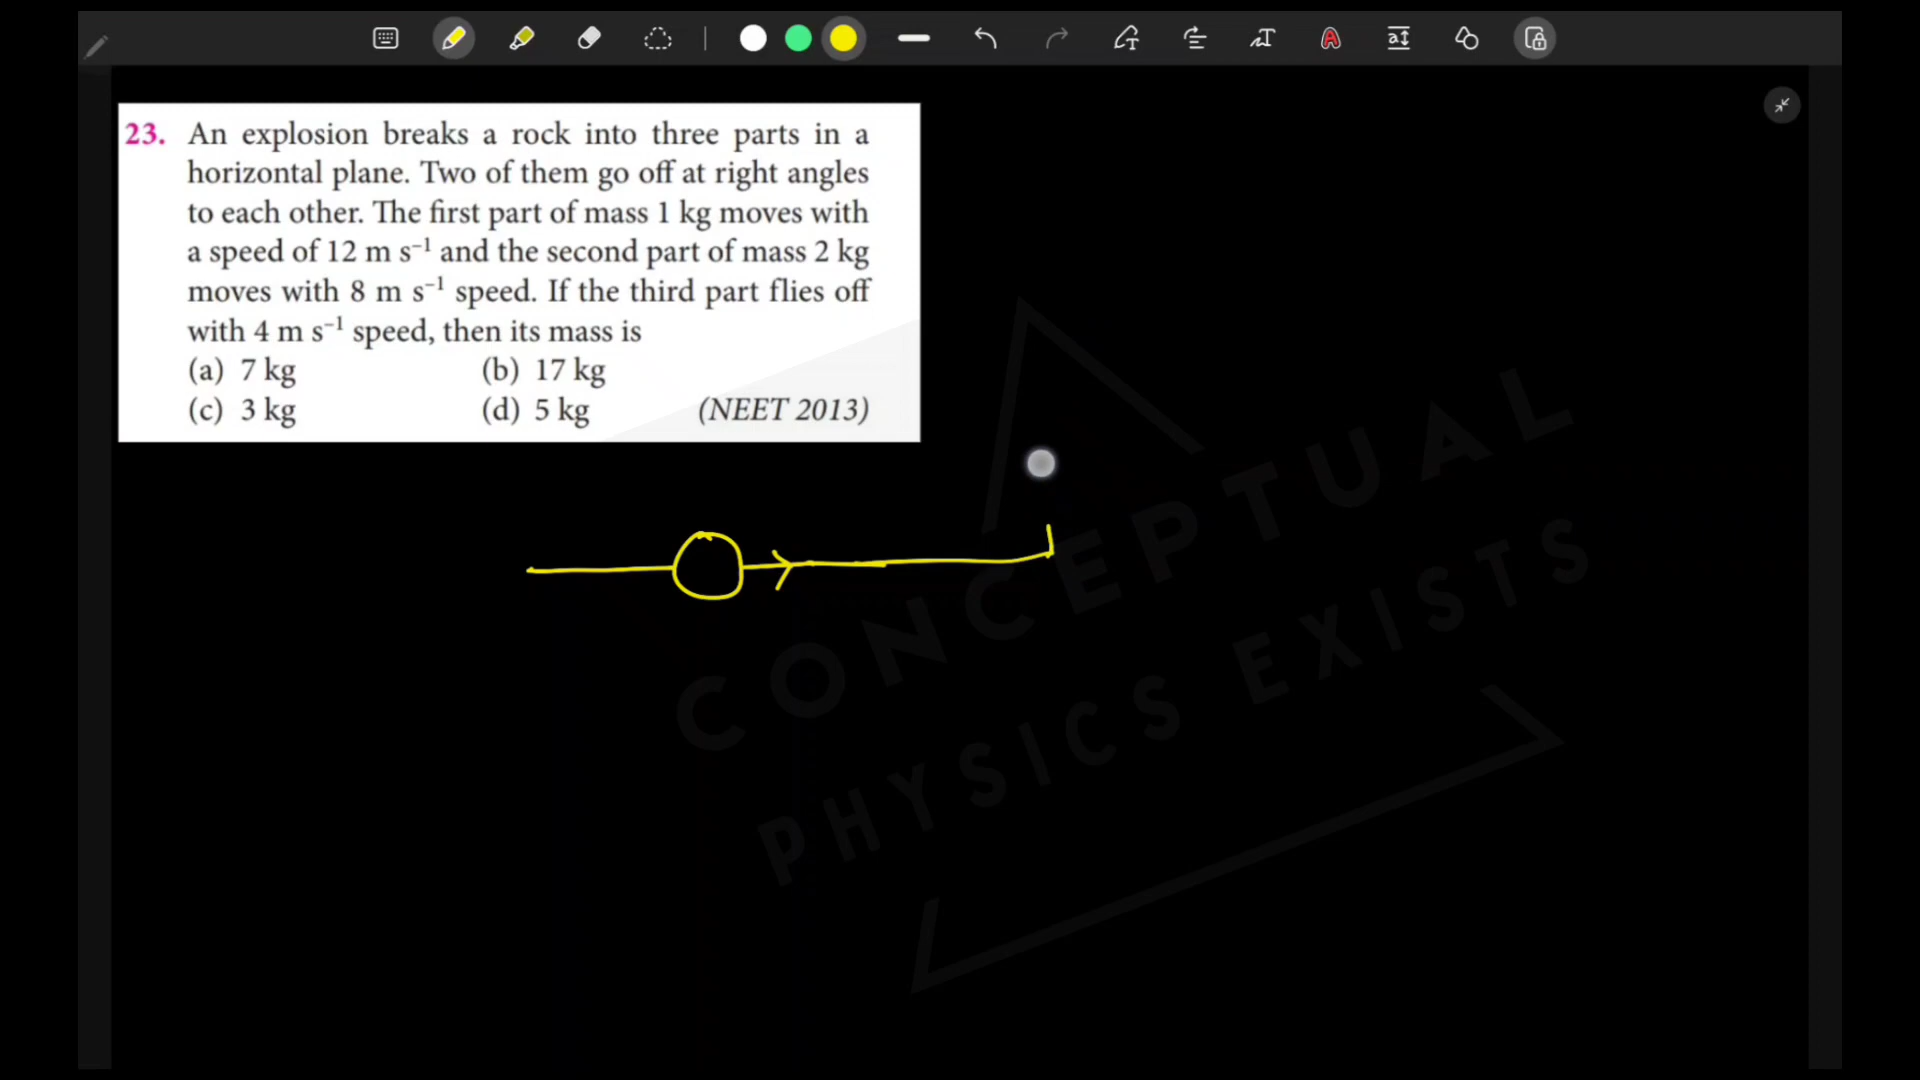 23. An explosion breaks a rock into three parts in a
horizontal plane. Two of them go off at right angles
to each other. The first part of mass 1 kg moves with
a speed of 12 m s⁻¹ and the second part of mass 2 kg
moves with 8 m s⁻¹ speed. If the third part flies off
with 4 m s⁻¹ speed, then its mass is
(a) 7 kg (b) 17 kg
(c) 3 kg (d) 5 kg (NEET 2013)
CONCEPTUAL
PHYSICS EXISTS